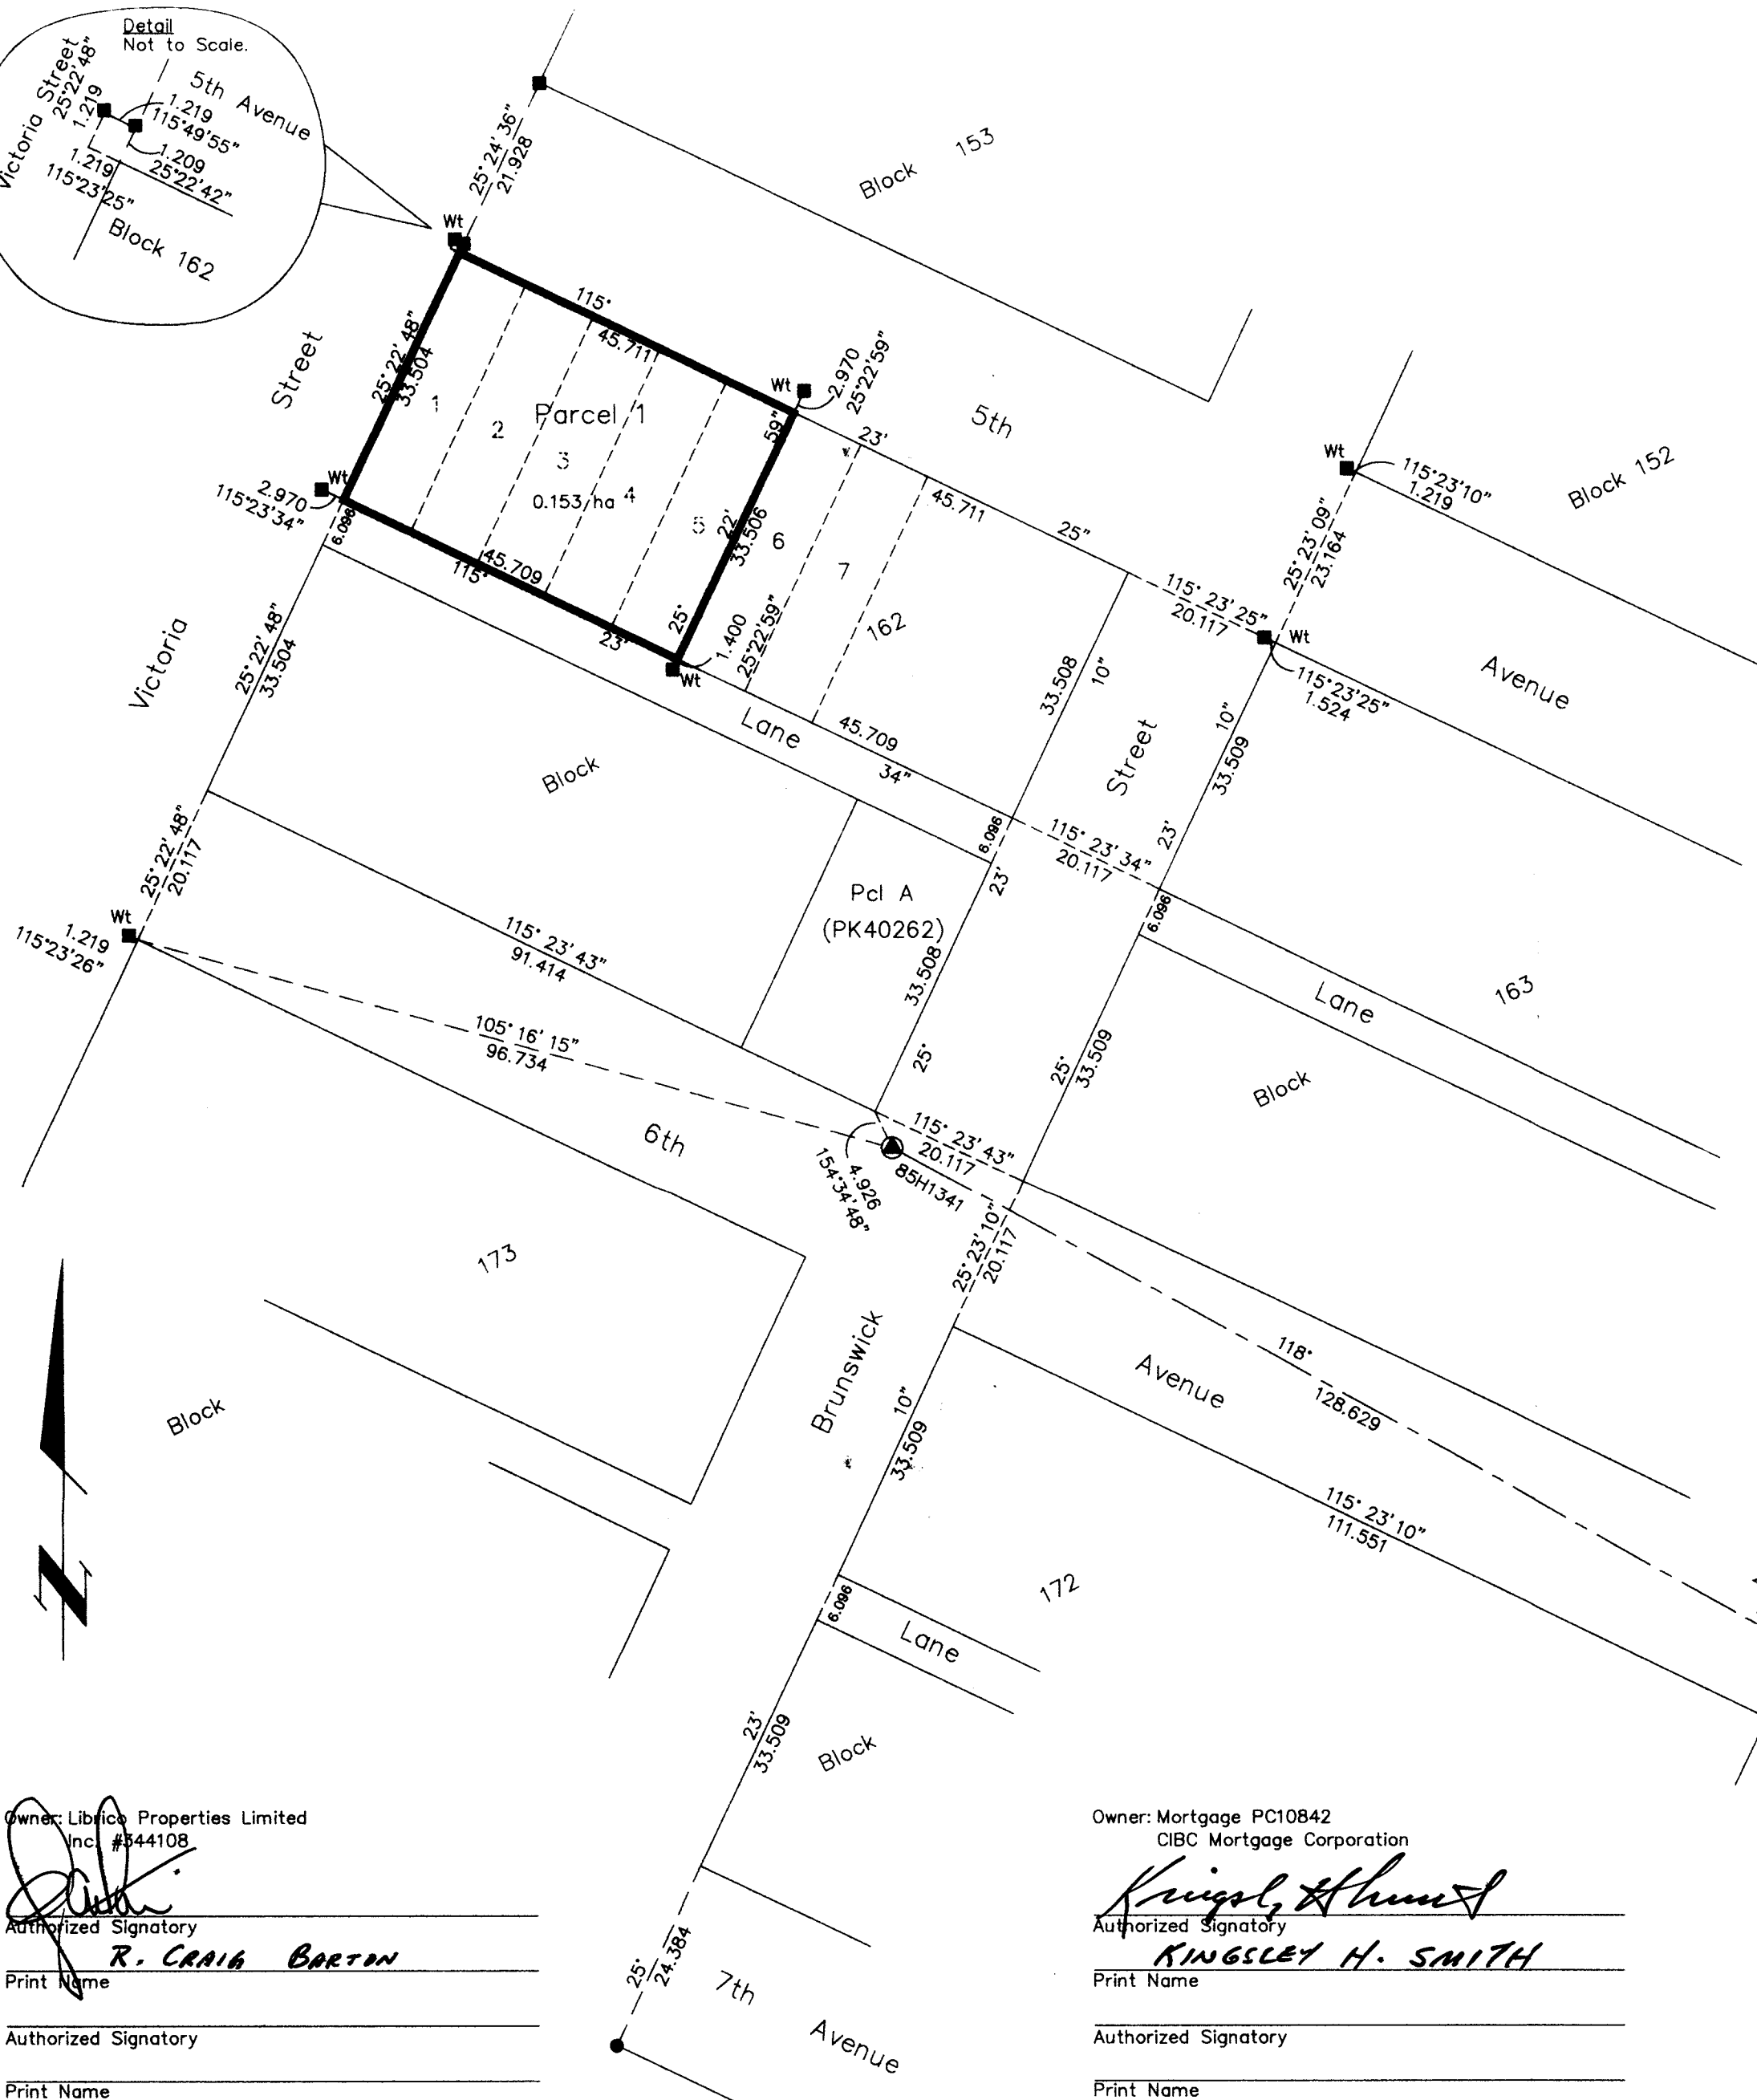 Detail
Not to Scale.
Victoria Street
25°22'48"
1.219
5th Avenue
1.219
115°49'55"
1.209
25°22'42"
1.219
115°23'25"
Block 162
25°24'36"
21.928
Block 153
Wt
115°
45.711
25°22'48"
33.504
Street
1
2
Parcel 1
3
0.153 ha
4
5
6
7
162
Wt
2.970
25°22'59"
59"
22'
33.506
25°
23'
45.711
25"
5th
Wt
115°23'10"
1.219
Block 152
25°23'09"
23.164
115°23'25"
20.117
Wt
115°23'25"
1.524
Avenue
Wt
2.970
115°23'34"
6.096
45.709
115°
23'
1.400
25°22'59"
Wt
Lane
45.709
34"
33.508
10"
Street
10"
33.509
23'
Victoria
25°22'48"
33.504
Block
6.096
115°23'34"
20.117
23'
6.096
Pcl A
(PK40262)
33.508
25°
25°22'48"
20.117
Wt
1.219
115°23'26"
115°23'43"
91.414
105°16'15"
96.734
Lane
163
25°
33.509
Block
6th
115°23'43"
20.117
4.926
154°34'48"
85H1341
25°23'10"
20.117
173
Brunswick
118°
128.629
Avenue
10"
33.509
115°23'10"
111.551
Block
172
6.096
Lane
23'
33.509
Block
25°
24.384
7th
Avenue
N
Owner: Librico Properties Limited
Inc. #344108
Authorized Signatory
R. CRAIG BARTON
Print Name
Authorized Signatory
Print Name
Owner: Mortgage PC10842
CIBC Mortgage Corporation
Authorized Signatory
KINGSLEY H. SMITH
Print Name
Authorized Signatory
Print Name